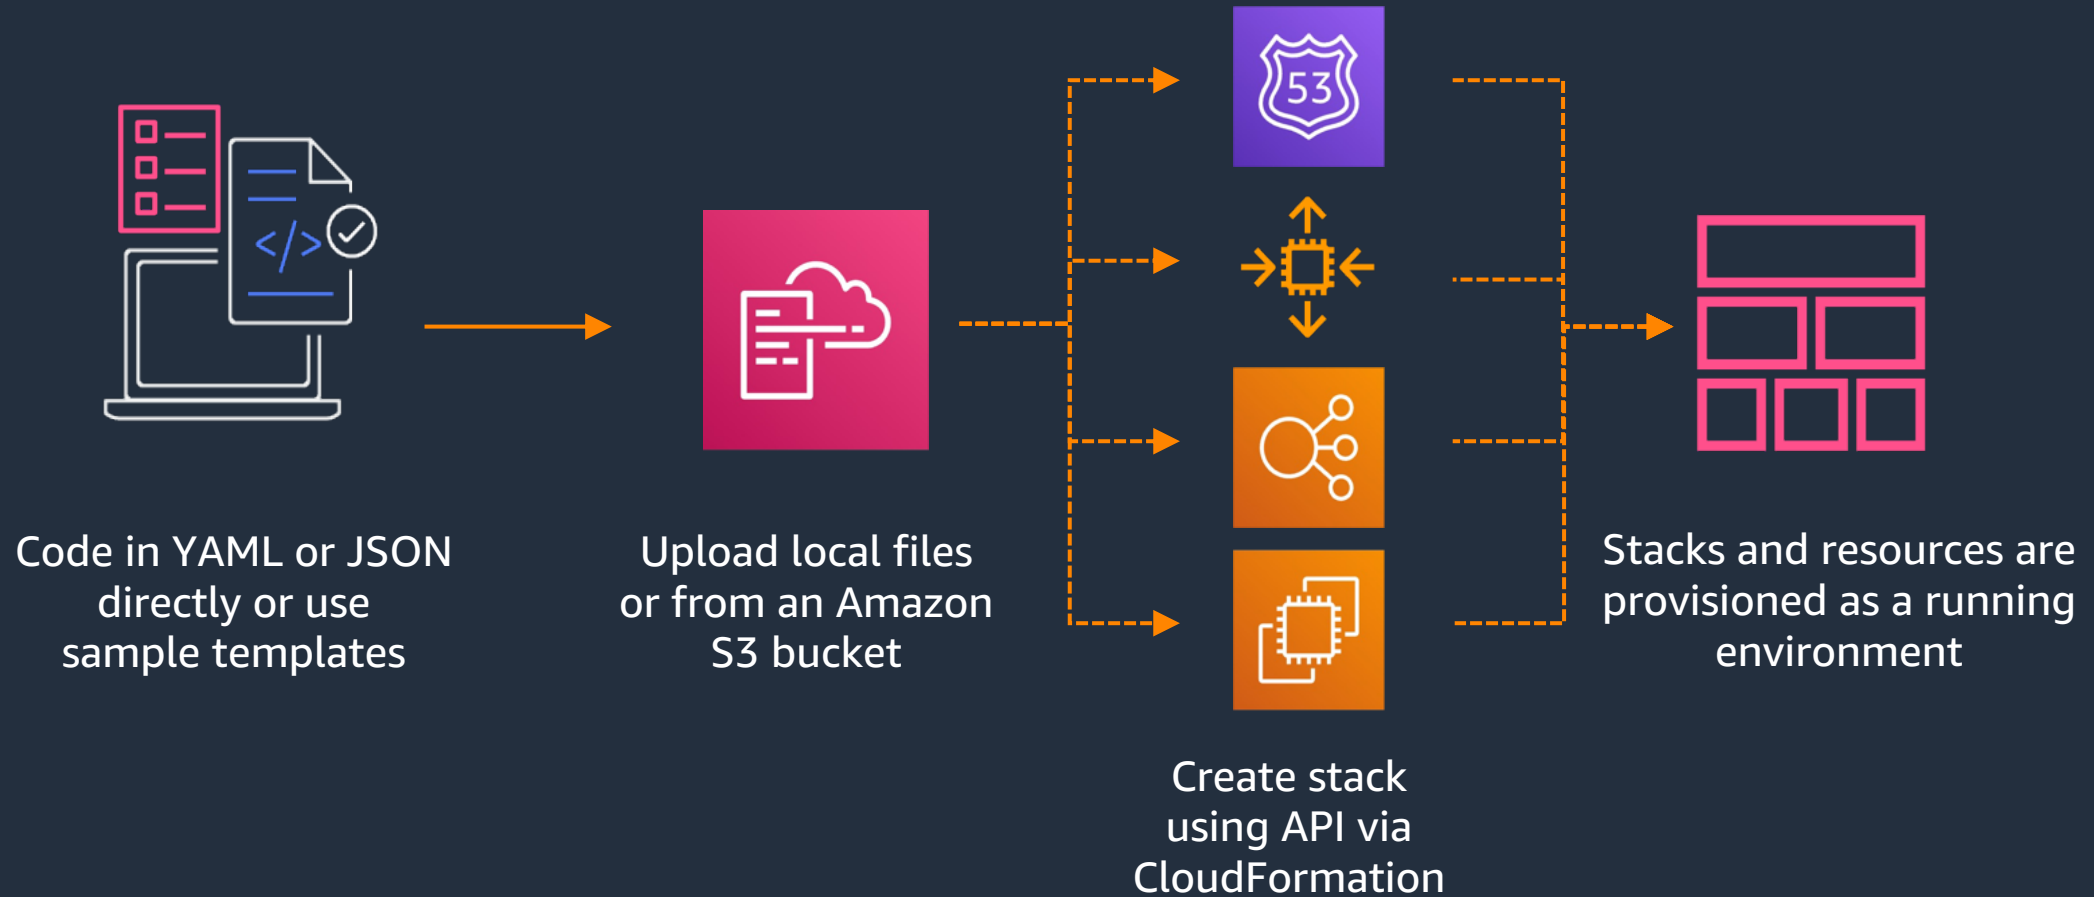 53
</>
Code in YAML or JSON
directly or use
sample templates
Upload local files
or from an Amazon
S3 bucket
Create stack
using API via
CloudFormation
Stacks and resources are
provisioned as a running
environment